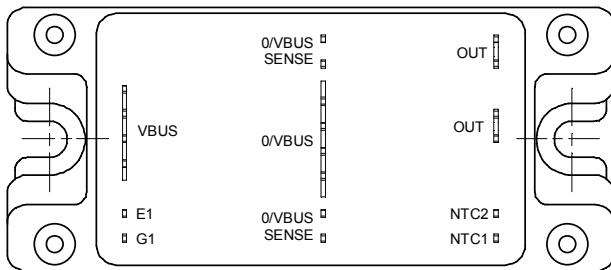 0/VBUS
SENSE
OUT
VBUS
0/VBUS
OUT
E1
0/VBUS
SENSE
NTC2
G1
NTC1